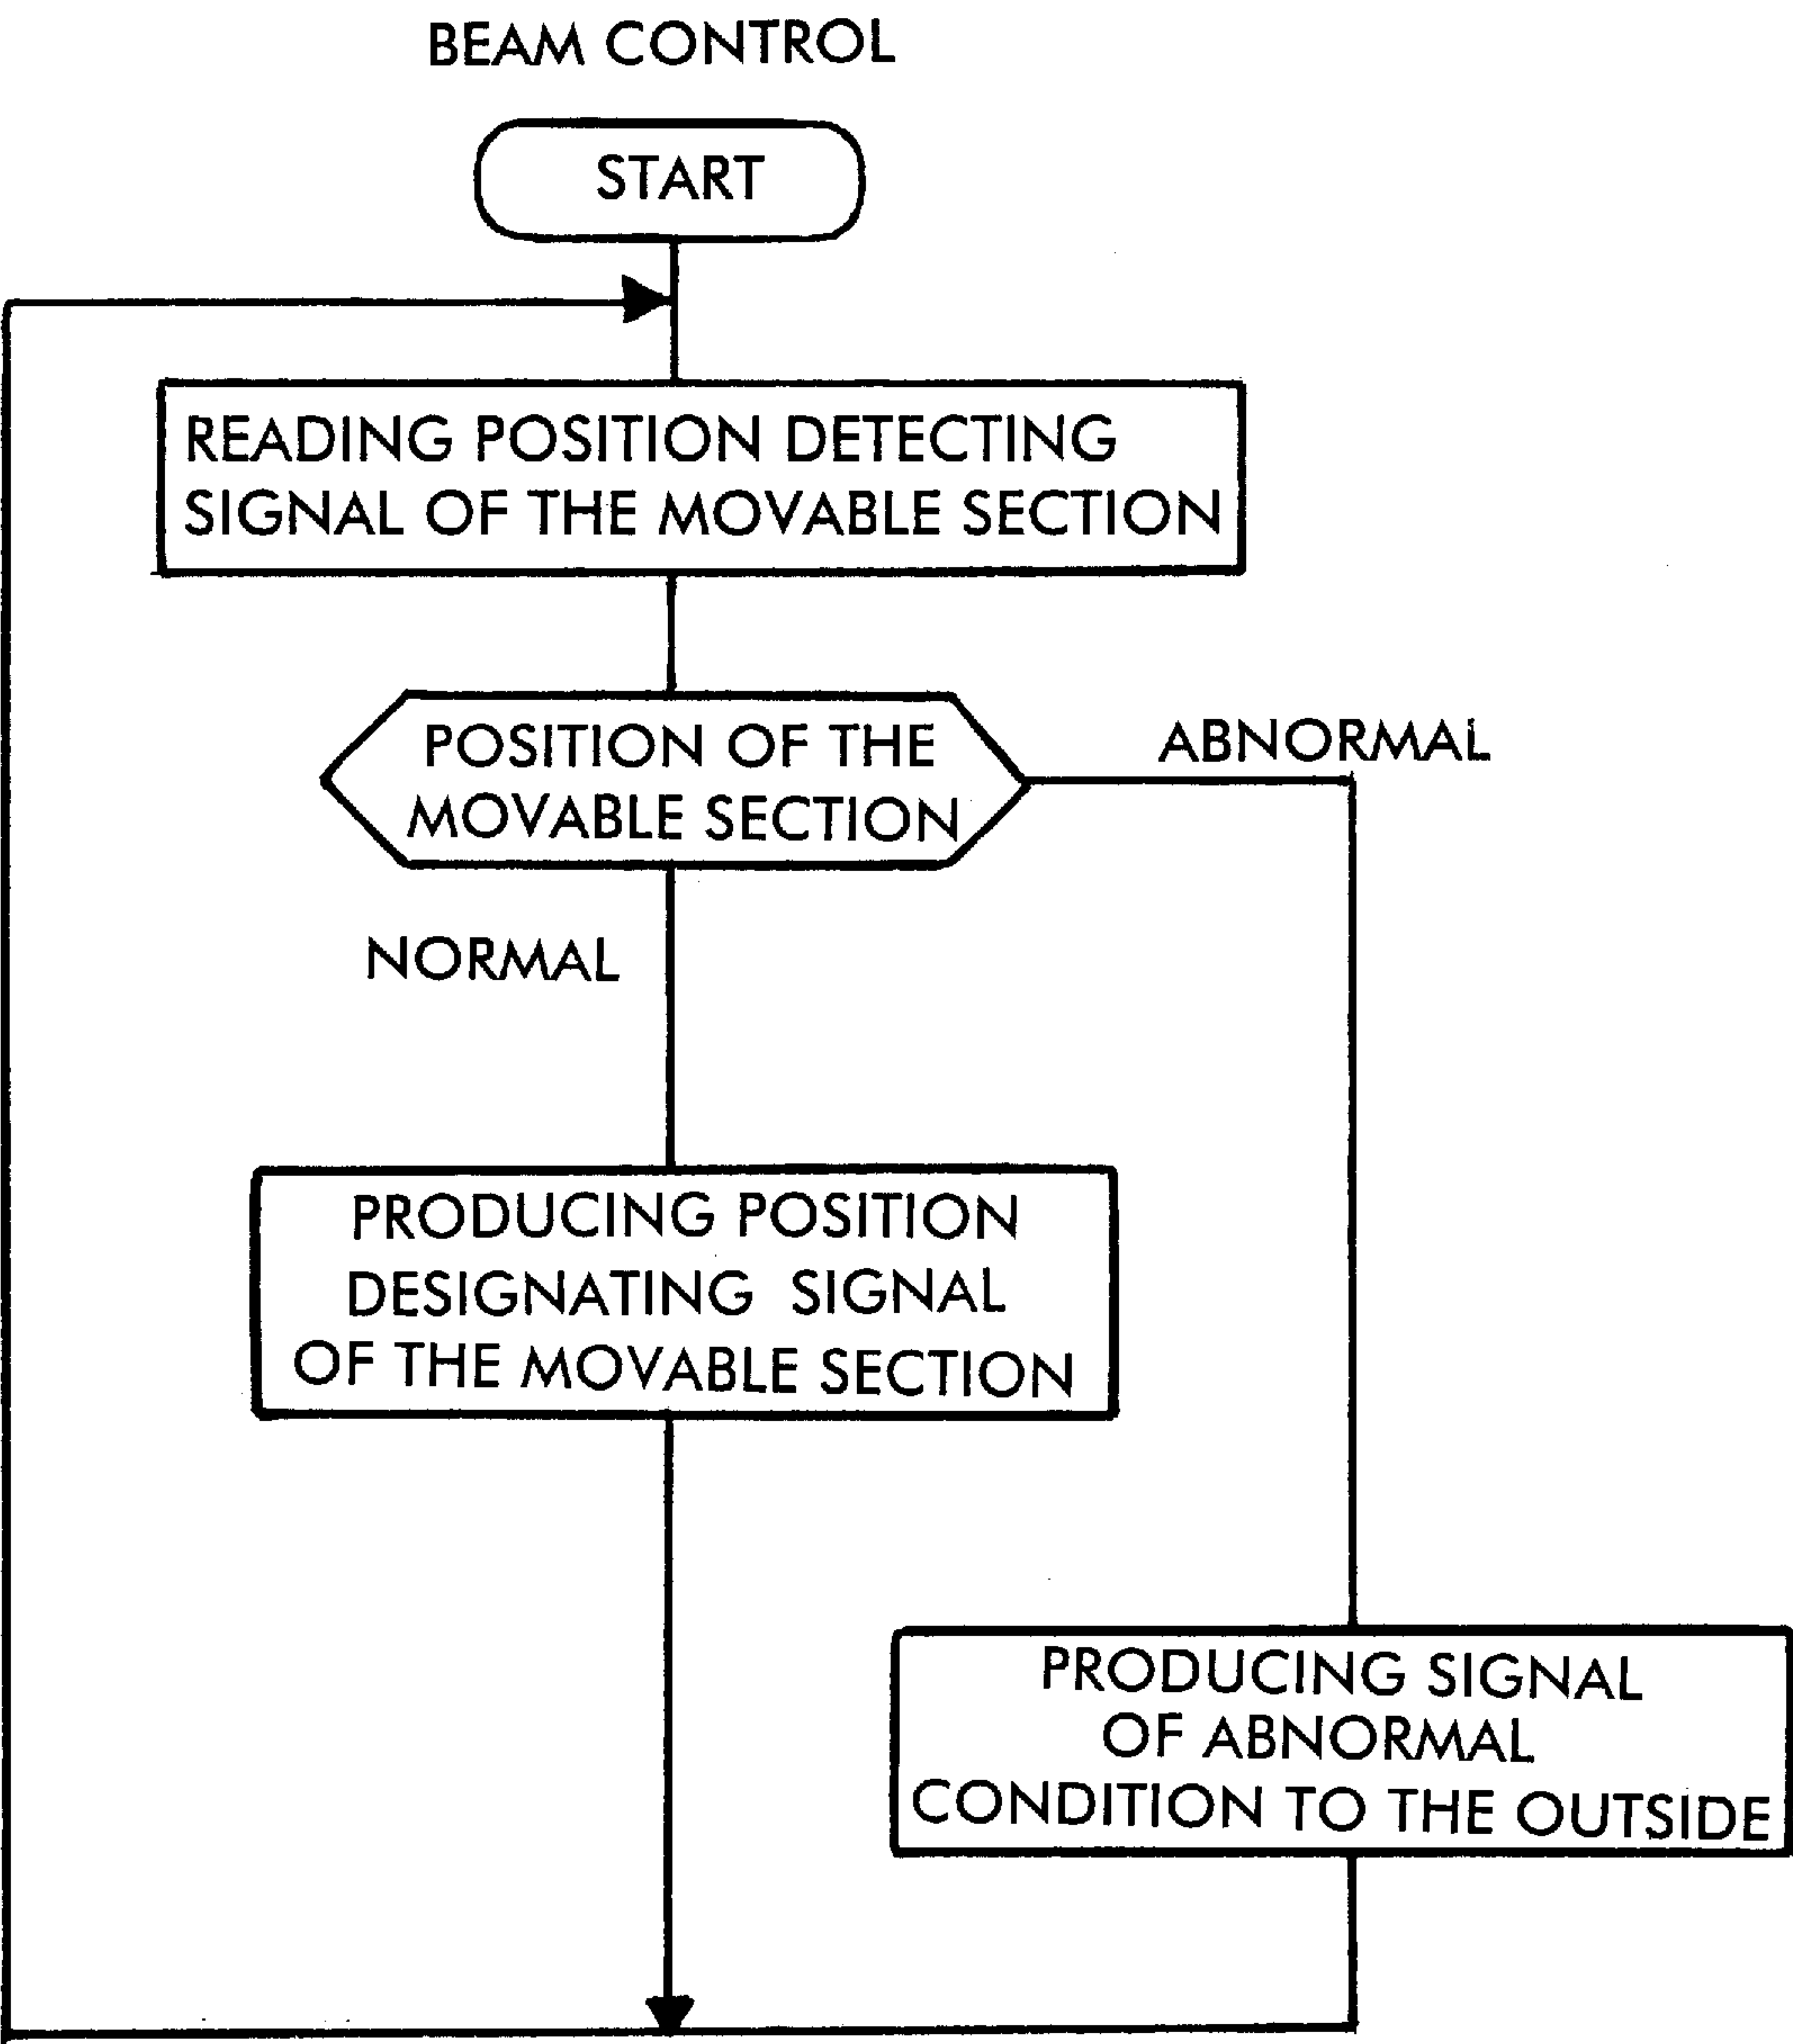 BEAM CONTROL
START
READING POSITION DETECTING
SIGNAL OF THE MOVABLE SECTION
POSITION OF THE
MOVABLE SECTION
ABNORMAL
NORMAL
PRODUCING POSITION
DESIGNATING SIGNAL
OF THE MOVABLE SECTION
PRODUCING SIGNAL
OF ABNORMAL
CONDITION TO THE OUTSIDE